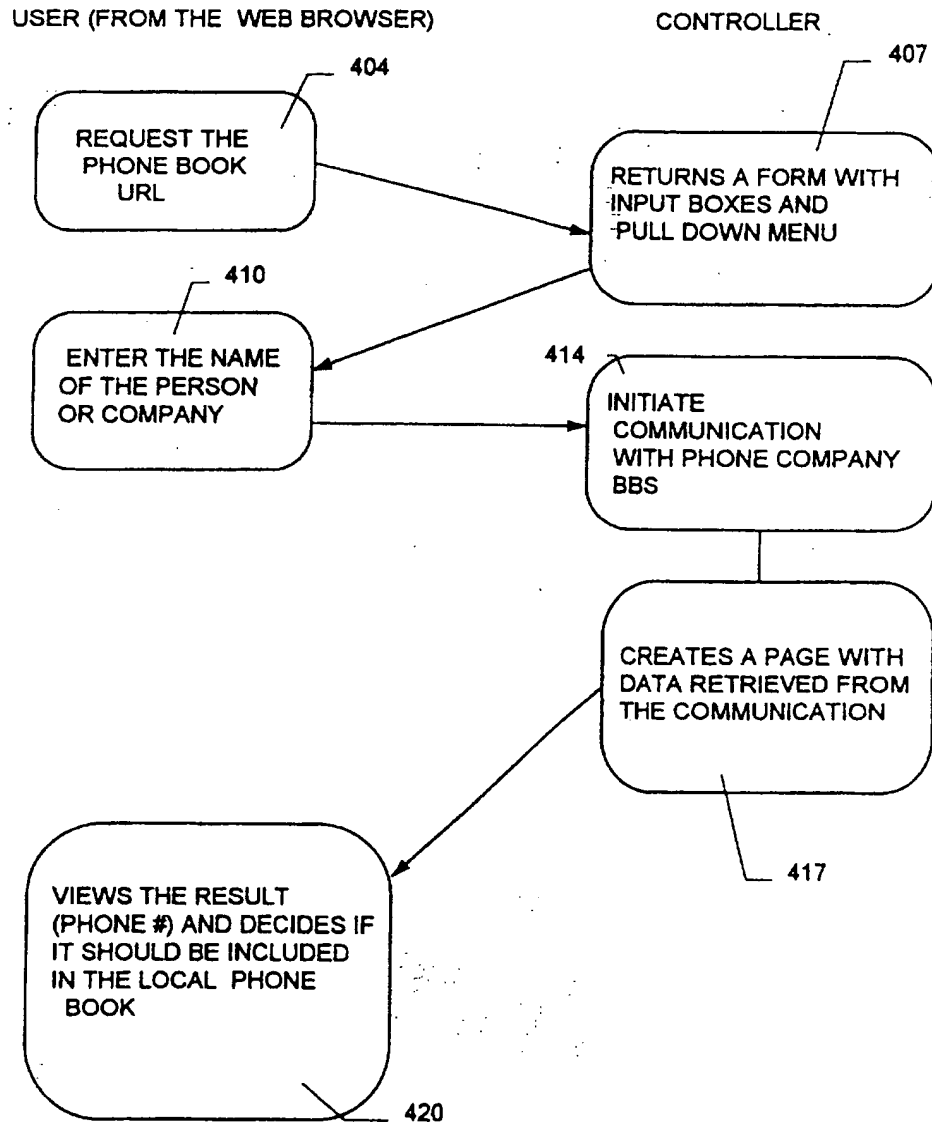 USER (FROM THE WEB BROWSER)
CONTROLLER
404
407
REQUEST THE
PHONE BOOK
URL
RETURNS A FORM WITH
INPUT BOXES AND
PULL DOWN MENU
410
ENTER THE NAME
OF THE PERSON
OR COMPANY
414
INITIATE
COMMUNICATION
WITH PHONE COMPANY
BBS
CREATES A PAGE WITH
DATA RETRIEVED FROM
THE COMMUNICATION
417
VIEWS THE RESULT
(PHONE #) AND DECIDES IF
IT SHOULD BE INCLUDED
IN THE LOCAL PHONE
BOOK
420